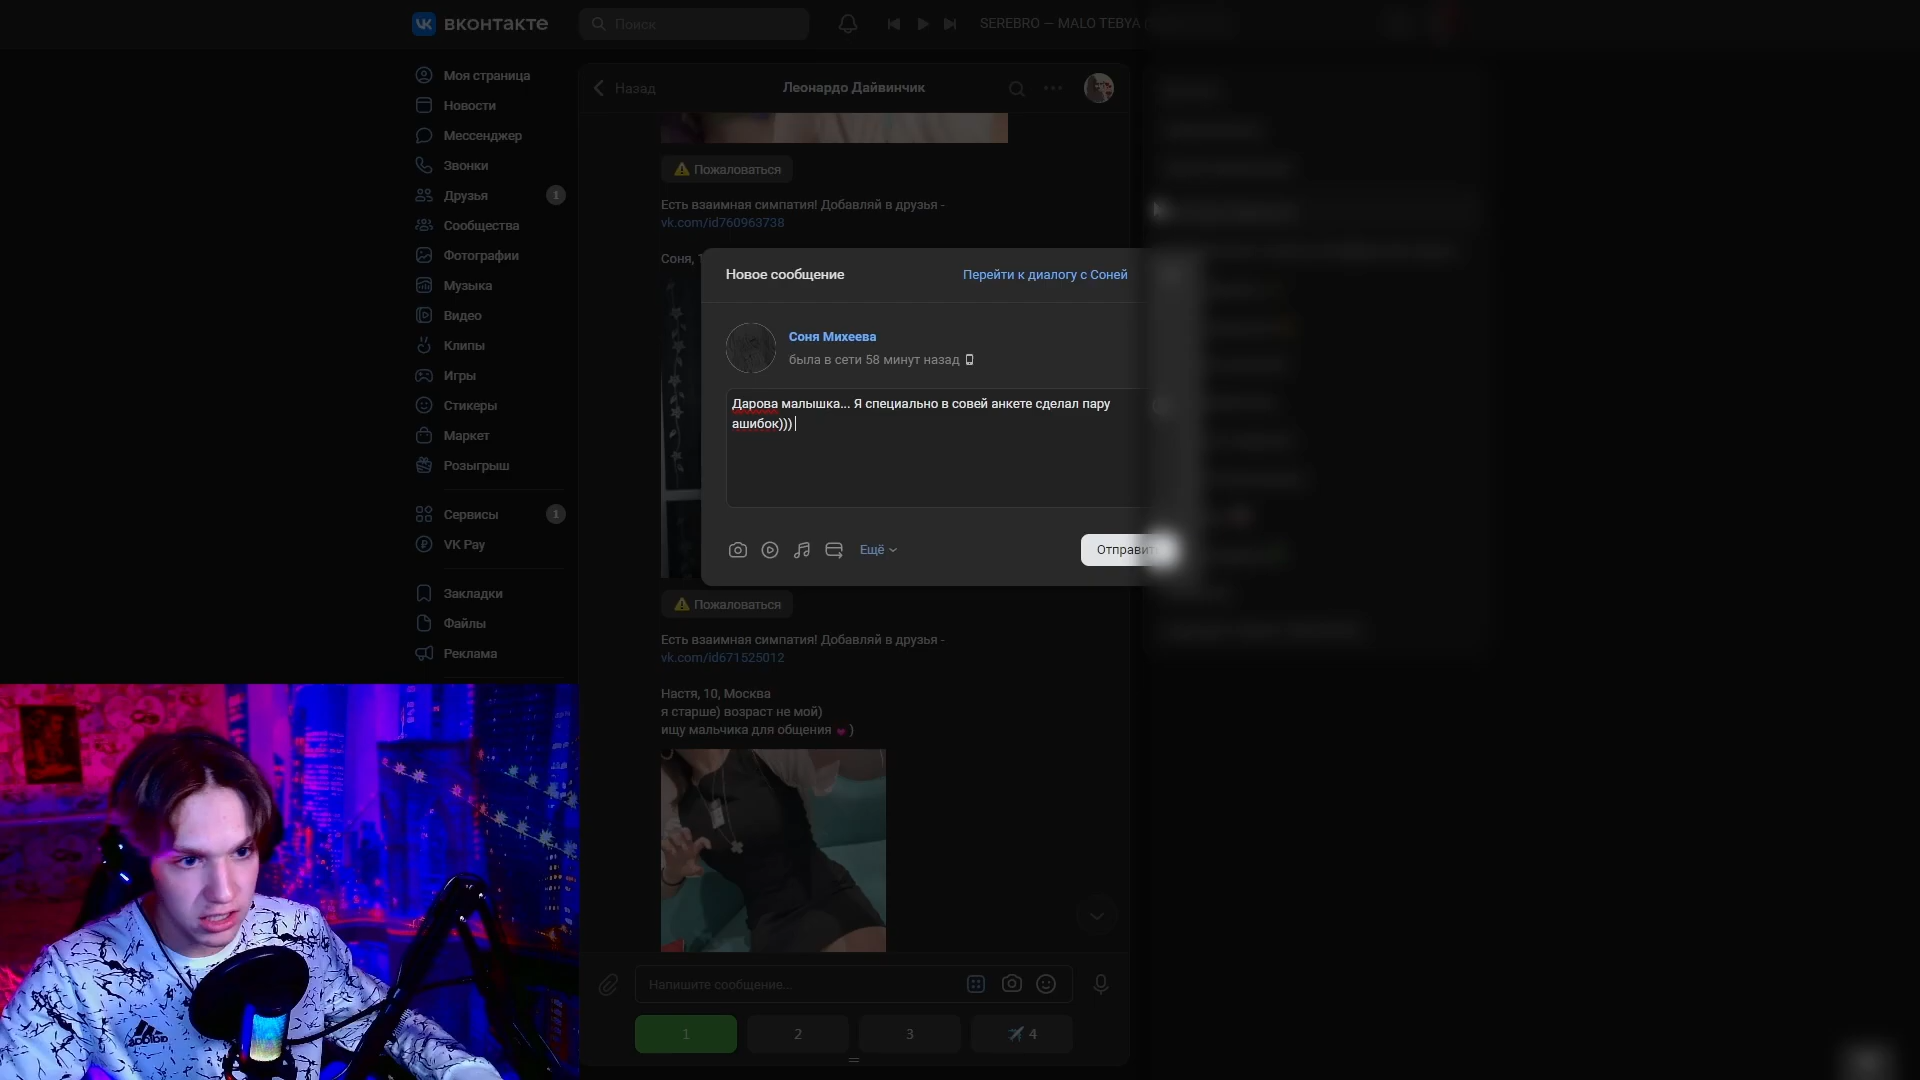 вконтакте
Поиск
SEREBRO — MALO TEBYA
Моя страница
Новости
Мессенджер
Звонки
Друзья
1
Сообщества
Фотографии
Музыка
Видео
Клипы
Игры
Стикеры
Маркет
Розыгрыш
Сервисы
1
VK Pay
Закладки
Файлы
Реклама
Назад
Леонардо Дайвинчик
Пожаловаться
Есть взаимная симпатия! Добавляй в друзья -
vk.com/id760963738
Соня,
Новое сообщение
Перейти к диалогу с Соней
Соня Михеева
была в сети 58 минут назад
Дарова малышка... Я специально в совей анкете сделал пару
ашибок)))
Ещё
Отправить
Пожаловаться
Есть взаимная симпатия! Добавляй в друзья -
vk.com/id671525012
Настя, 10, Москва
я старше) возраст не мой)
ищу мальчика для общения )
Напишите сообщение...
1
2
3
4
adidas